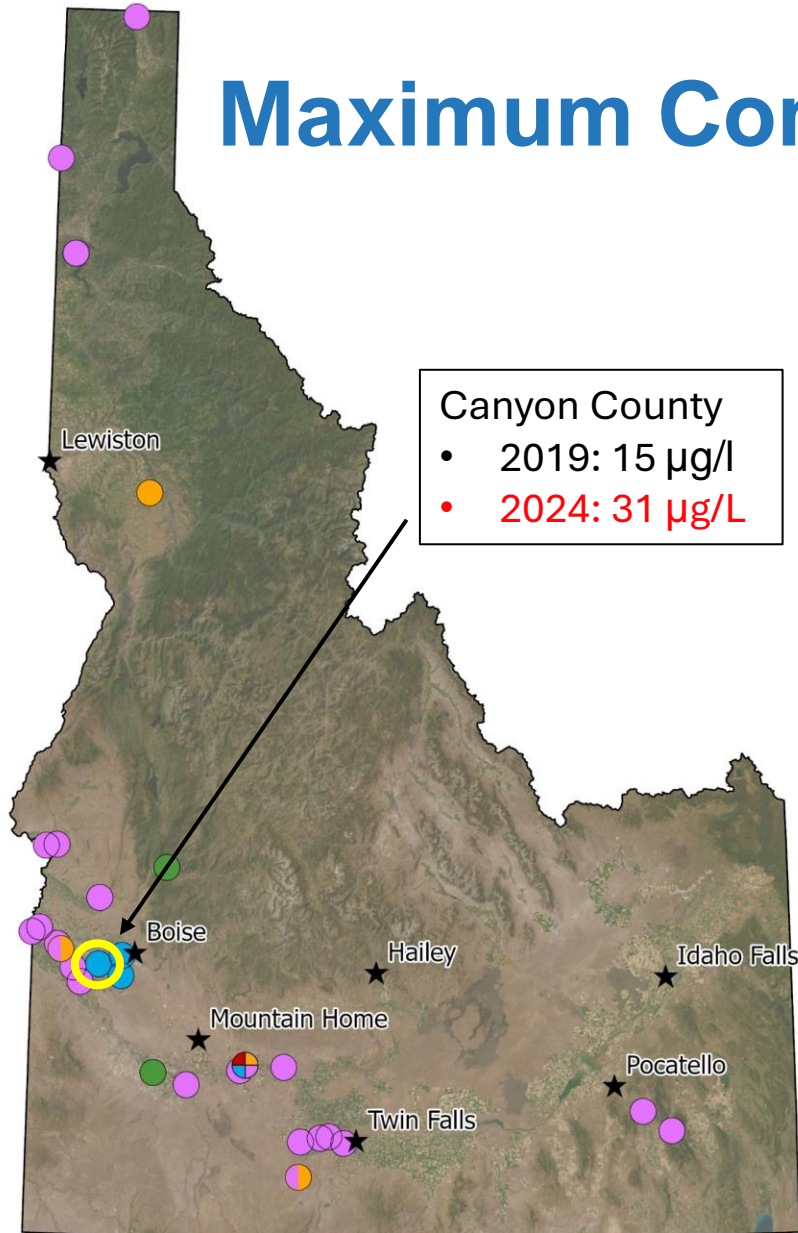 Maximum Con
Lewiston
Canyon County
• 2019: 15 µg/l
• 2024: 31 µg/L
Boise
Hailey
Idaho Falls
Mountain Home
Pocatello
Twin Falls